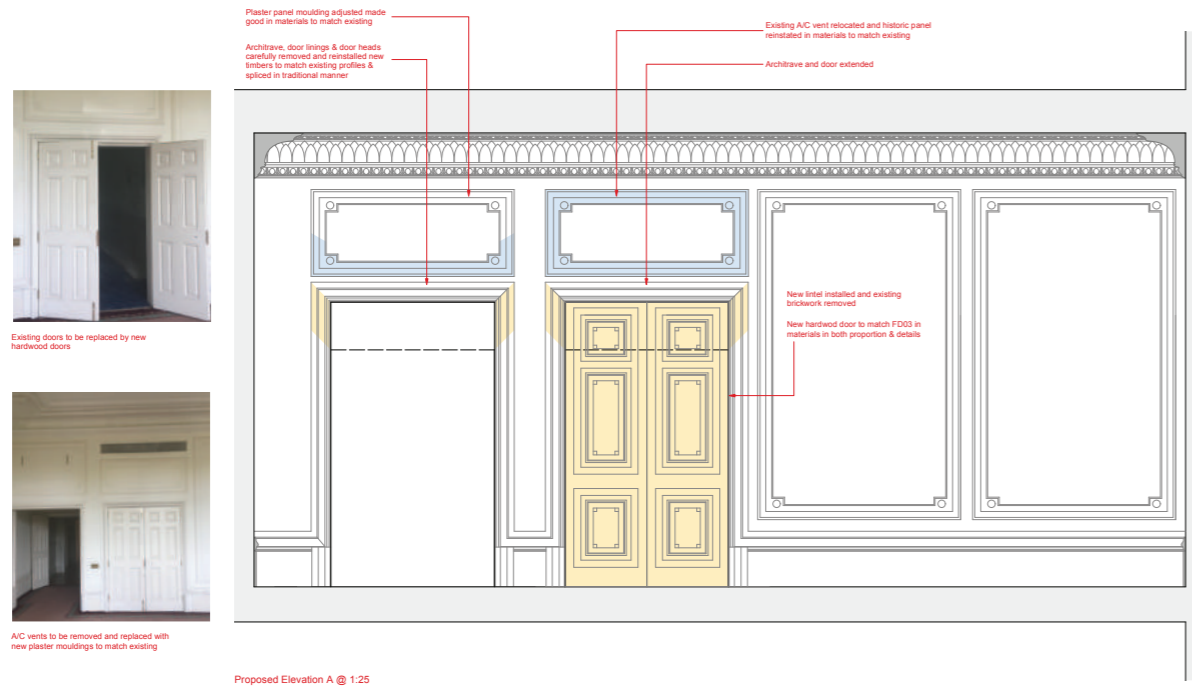 Plaster panel moulding adjusted made
good in materials to match existing
Architrave, door linings & door heads
carefully removed and reinstalled new
timbers to match existing profiles &
spliced in traditional manner
Existing A/C vent relocated and historic panel
reinstated in materials to match existing
Architrave and door extended
New lintel installed and existing
brickwork removed
New hardwod door to match FD03 in
materials in both proportion & details
Existing doors to be replaced by new
hardwood doors
A/C vents to be removed and replaced with
new plaster mouldings to match existing
Proposed Elevation A @ 1:25